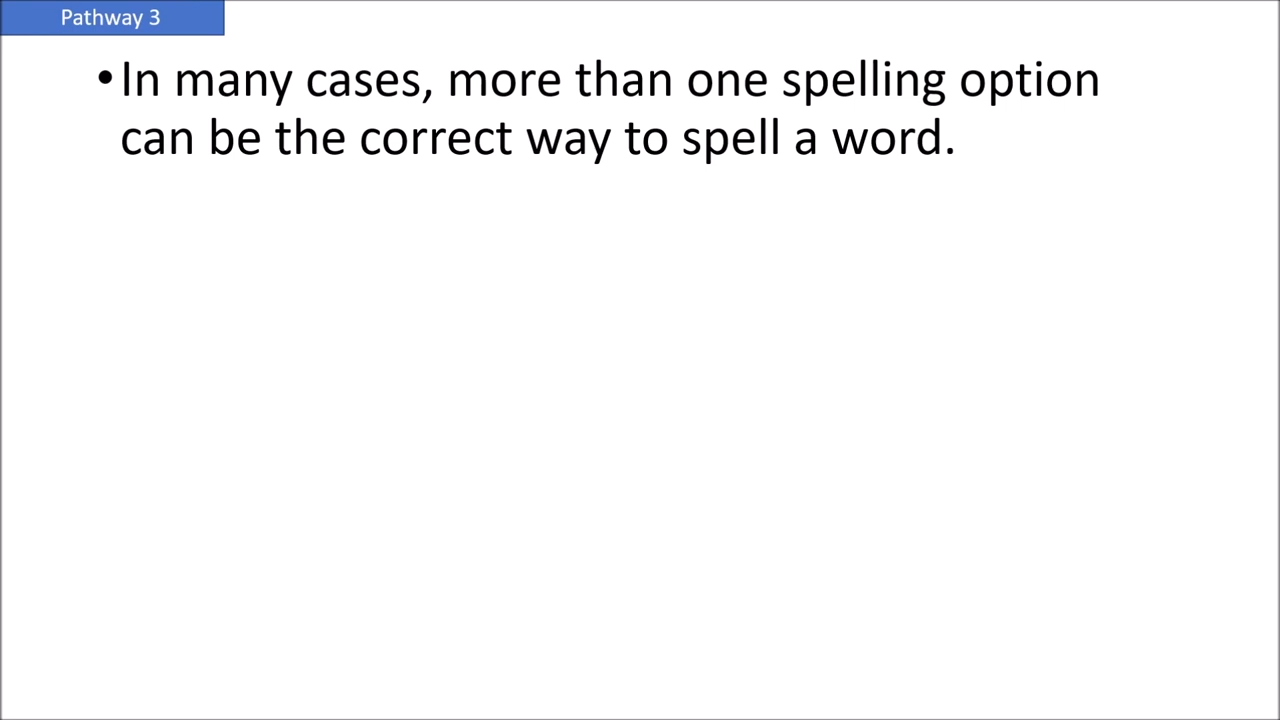 Pathway 3
•In many cases, more than one spelling option
can be the correct way to spell a word.